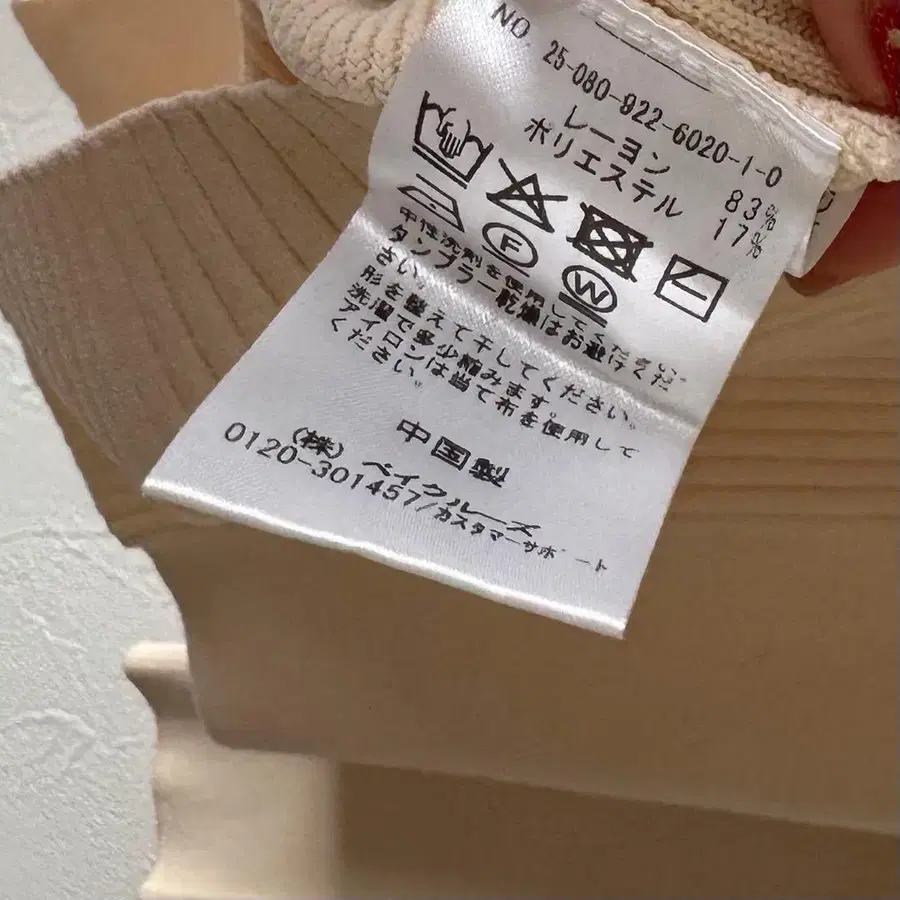 NO. 25-080-922-6020-1-0
レーヨン 83%
ポリエステル 17%
F
W
中性洗剤を使用してください。
タンブラー乾燥はお避けください。
形を整えて干してください。
洗濯で多少縮みます。
アイロンは当て布を使用してください。
中国製
(株) ベイクルーズ
0120-301457/カスタマーサポート